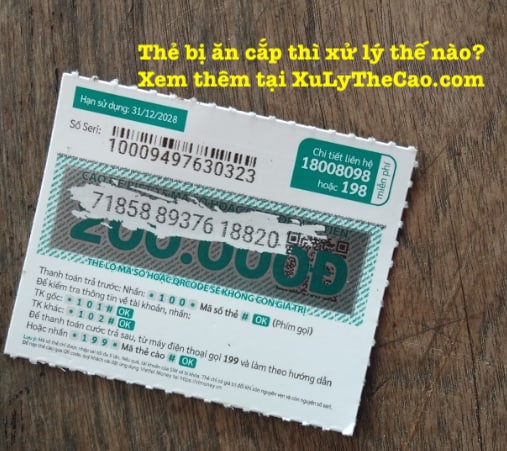 Thẻ bị ăn cắp thì xử lý thế nào?
Xem thêm tại XuLyTheCao.com
Hạn sử dụng: 31/12/2028
Số Seri:
10009497630323
Chi tiết liên hệ
18008098
hoặc 198
miễn phí
71858 89376 18820
200.000Đ
THẺ LỘ MÃ SỐ HOẶC QRCODE SẼ KHÔNG CÒN GIÁ TRỊ
Thanh toán trả trước: Nhấn: *100* Mã số thẻ # OK (Phím gọi)
Để kiểm tra thông tin về tài khoản, nhấn:
TK gốc: *101# OK
TK khác: *102# OK
Để thanh toán cước trả sau, từ máy điện thoại gọi 199 và làm theo hướng dẫn
Hoặc nhấn *199* Mã thẻ cào # OK